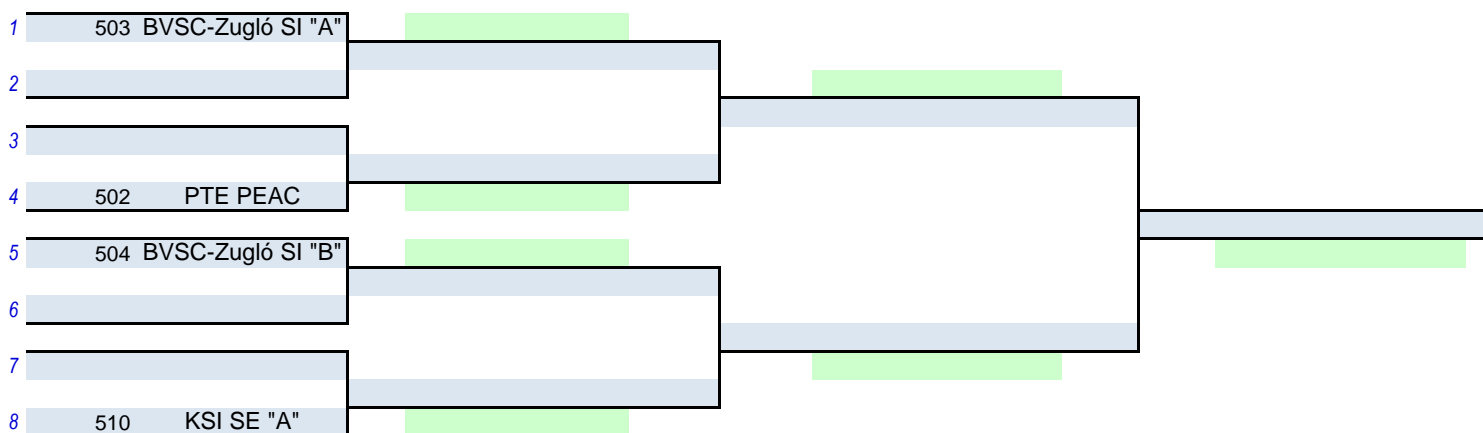 1 503 BVSC-Zugló SI "A"
2
3
4 502 PTE PEAC
5 504 BVSC-Zugló SI "B"
6
7
8 510 KSI SE "A"